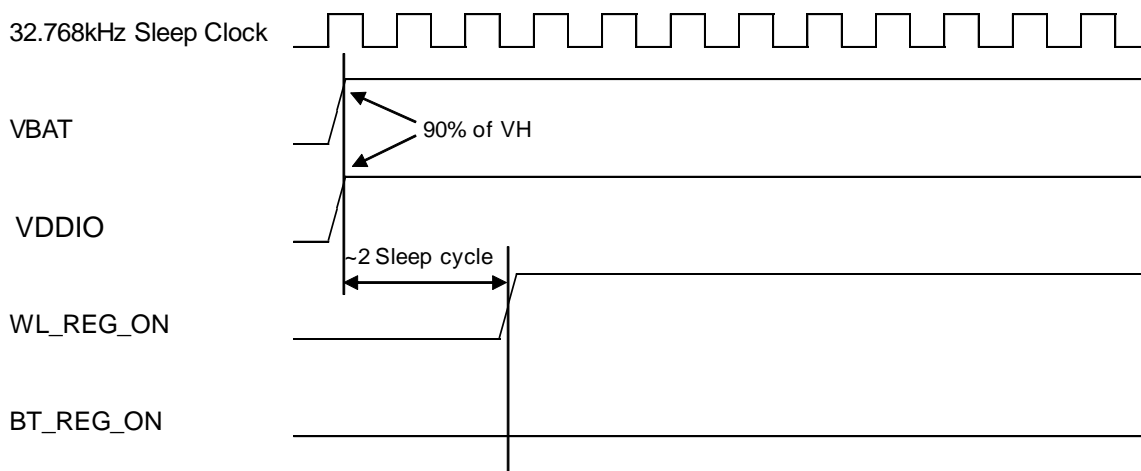 32.768kHz Sleep Clock
VBAT
90% of VH
VDDIO
~2 Sleep cycle
WL_REG_ON
BT_REG_ON